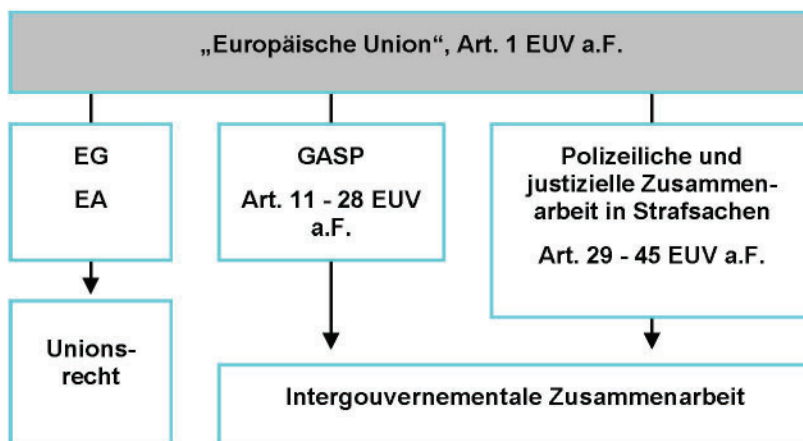 „Europäische Union“, Art. 1 EUV a.F.
EG
EA
GASP
Art. 11 - 28 EUV
a.F.
Polizeiliche und
justizielle Zusammen-
arbeit in Strafsachen
Art. 29 - 45 EUV a.F.
Unions-
recht
Intergouvernementale Zusammenarbeit